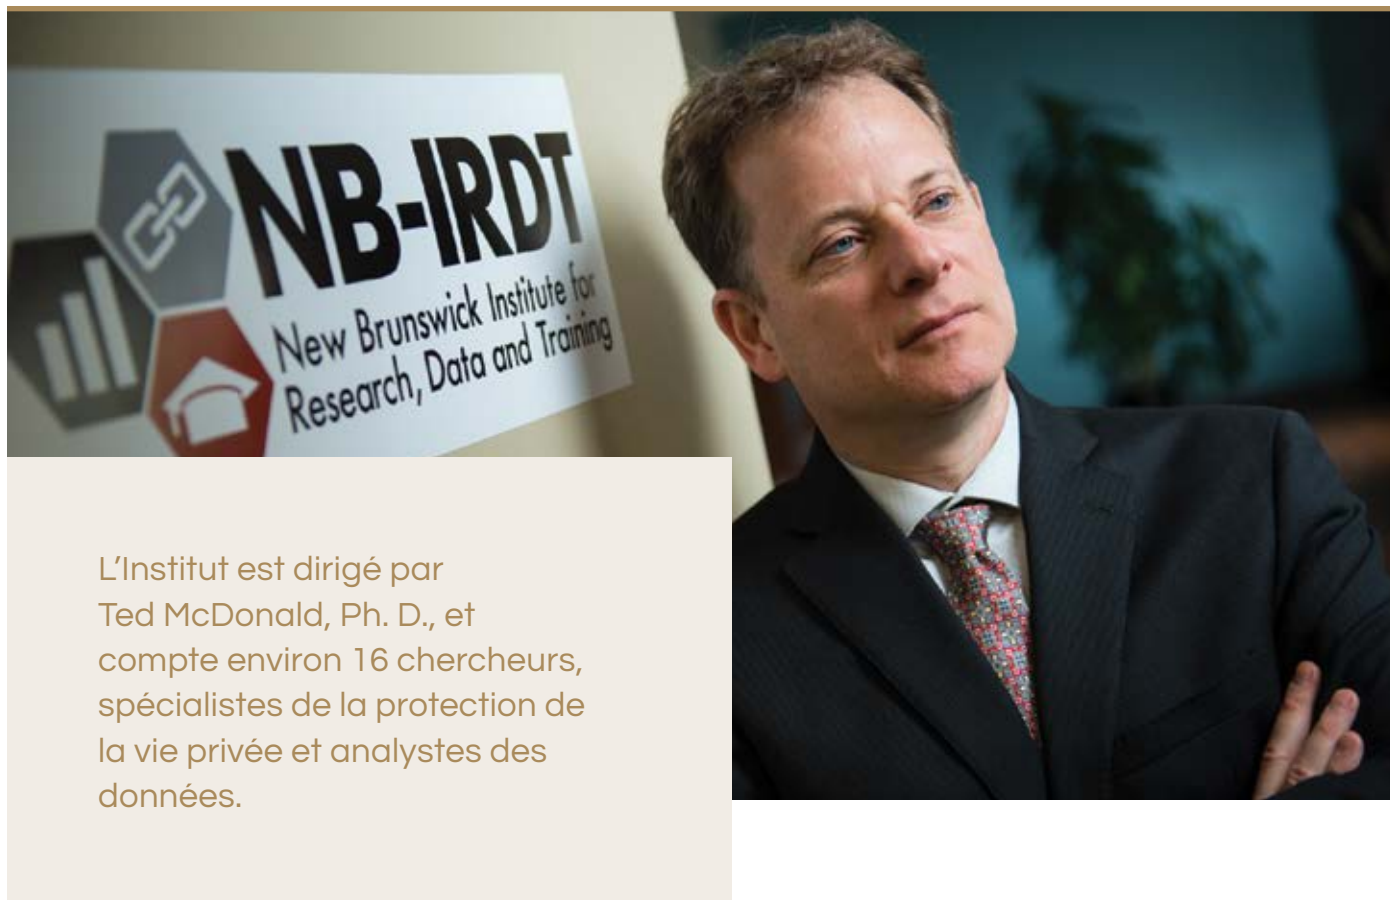 NB-IRDT
New Brunswick Institute for
Research, Data and Training
L’Institut est dirigé par
Ted McDonald, Ph. D., et
compte environ 16 chercheurs,
spécialistes de la protection de
la vie privée et analystes des
données.